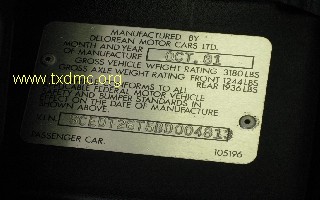 MANUFACTURED BY
DELOREAN MOTOR CARS LTD.
MONTH AND YEAR
OF MANUFACTURE OCT. 81
GROSS VEHICLE WEIGHT RATING 3180 LBS
GROSS AXLE WEIGHT RATING FRONT 1244 LBS
REAR 1936 LBS
www.txdmc.org
CONFORMS TO ALL
APPLICABLE FEDERAL MOTOR VEHICLE
SAFETY AND BUMPER STANDARDS IN
EFFECT ON THE DATE OF MANUFACTURE
SHOWN ABOVE.
V.I.N.
PASSENGER CAR.
105196